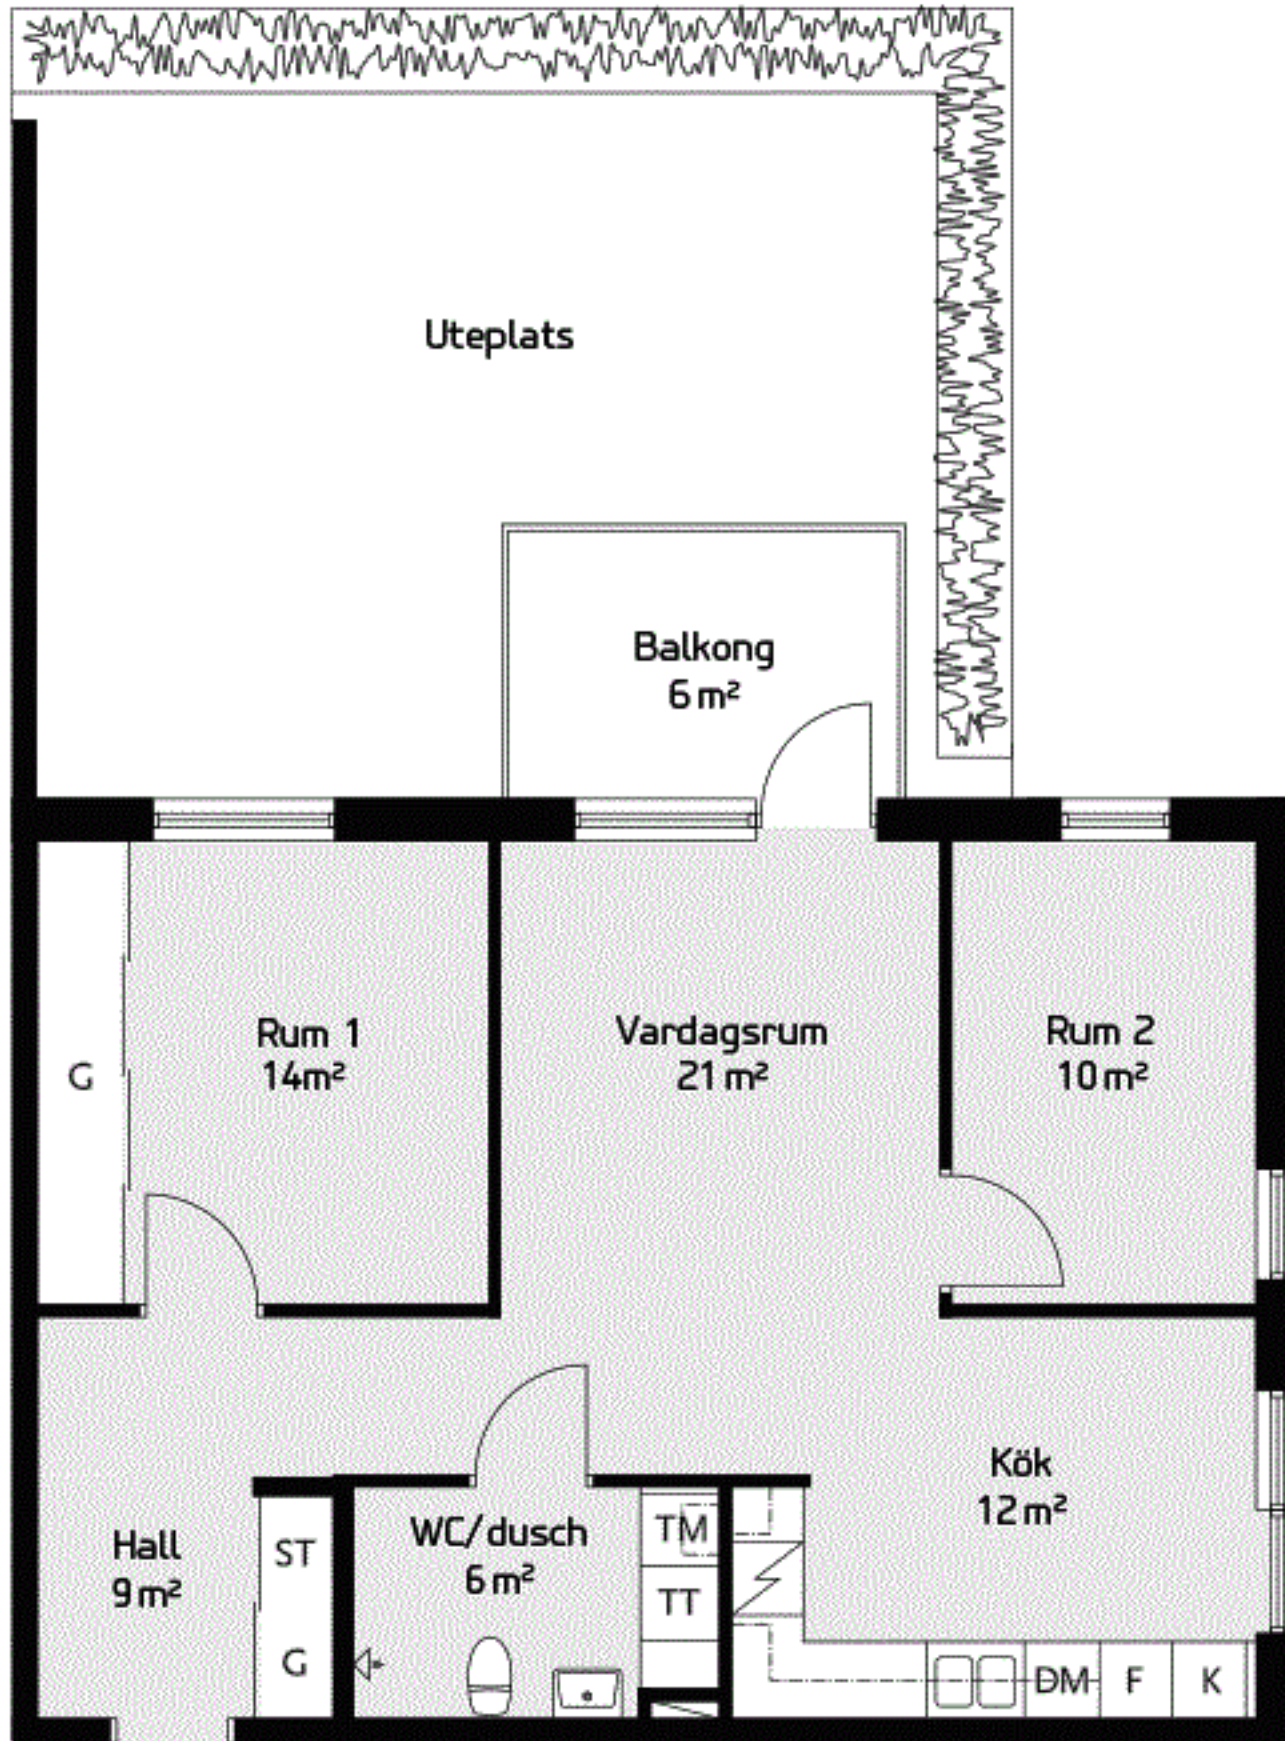 Uteplats
Balkong
6 m²
Rum 1
14m²
G
Vardagsrum
21 m²
Rum 2
10 m²
Kök
12 m²
Hall
9 m²
ST
G
WC/dusch
6 m²
TM
TT
DM
F
K